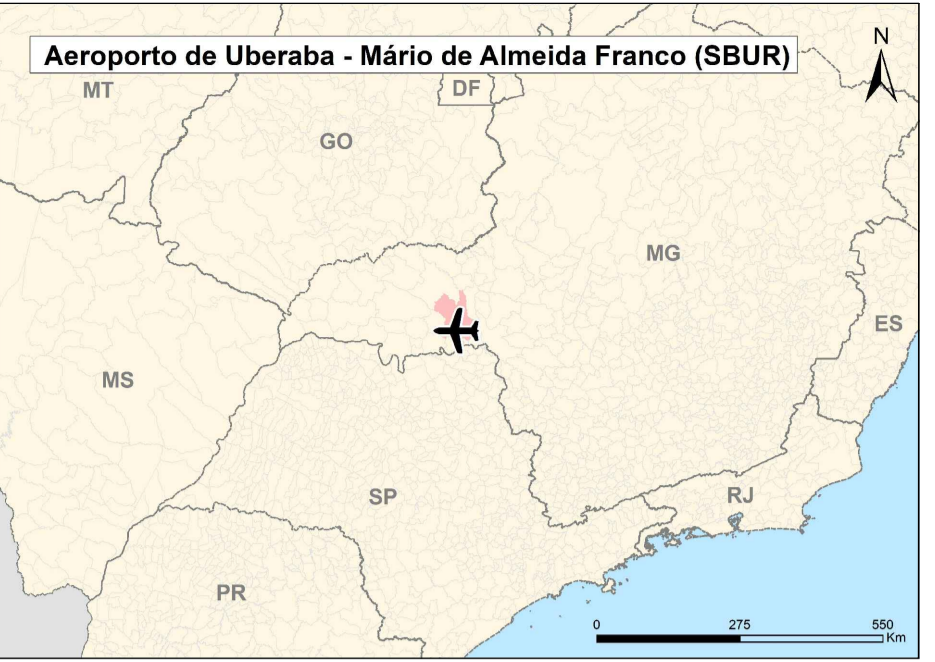 Aeroporto de Uberaba - Mário de Almeida Franco (SBUR)
N
MT
DF
GO
MG
ES
MS
SP
RJ
PR
0 275 550
Km